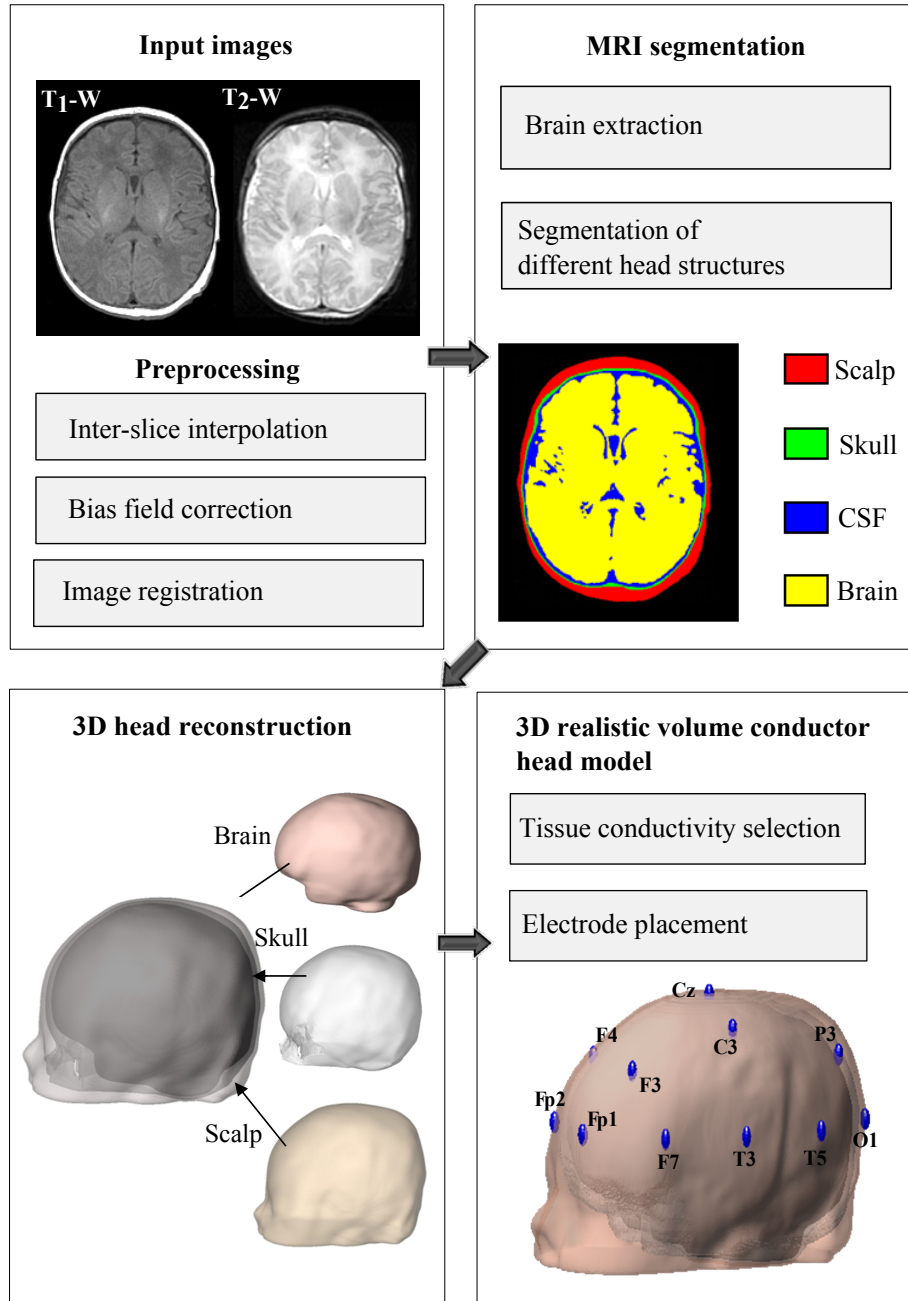 Input images
T1-W
T2-W
Preprocessing
Inter-slice interpolation
Bias field correction
Image registration
MRI segmentation
Brain extraction
Segmentation of
different head structures
Scalp
Skull
CSF
Brain
3D head reconstruction
Brain
Skull
Scalp
3D realistic volume conductor
head model
Tissue conductivity selection
Electrode placement
Cz
F4
C3
P3
F3
Fp2
Fp1
F7
T3
T5
O1